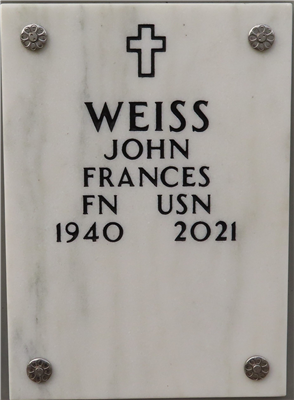 WEISS
JOHN
FRANCES
FN USN
1940 2021